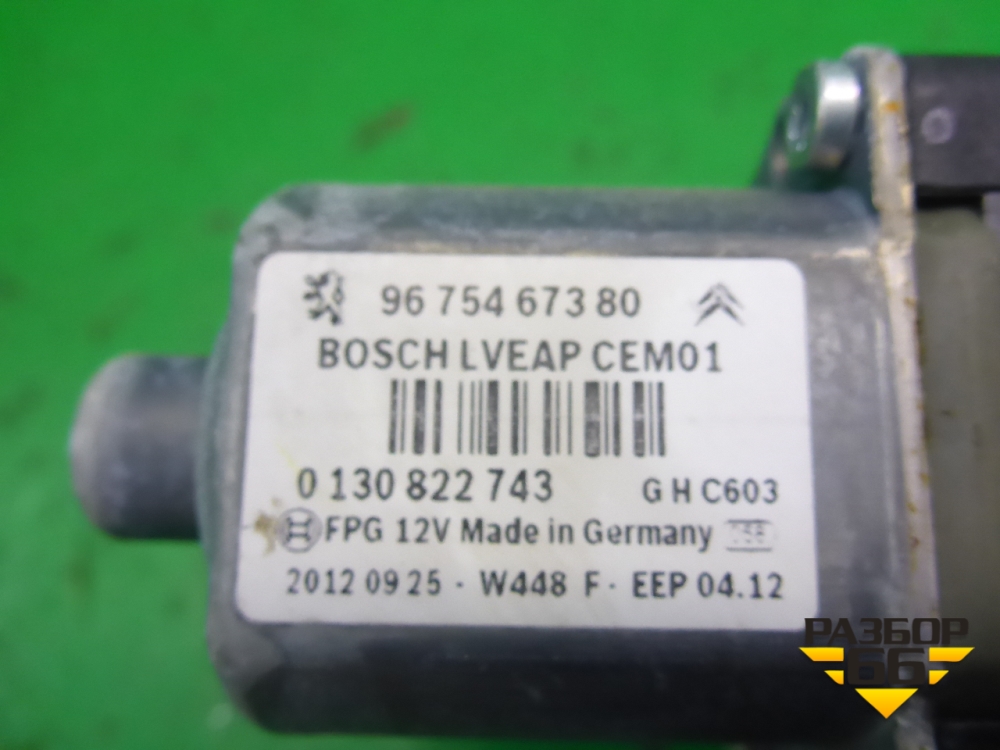 96 754 673 80
BOSCH LVEAP CEM01
0 130 822 743 G H C603
FPG 12V Made in Germany
2012 09 25 - W448 F - EEP 04.12
РАЗБОР
66